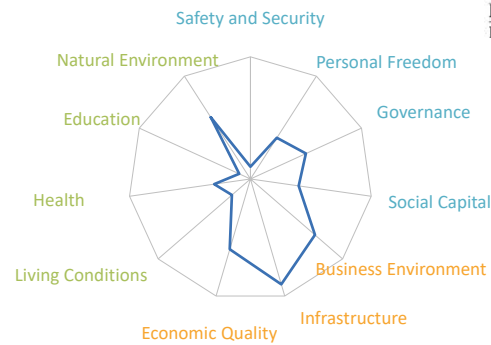 Safety and Security
Personal Freedom
Governance
Social Capital
Business Environment
Infrastructure
Economic Quality
Living Conditions
Health
Education
Natural Environment